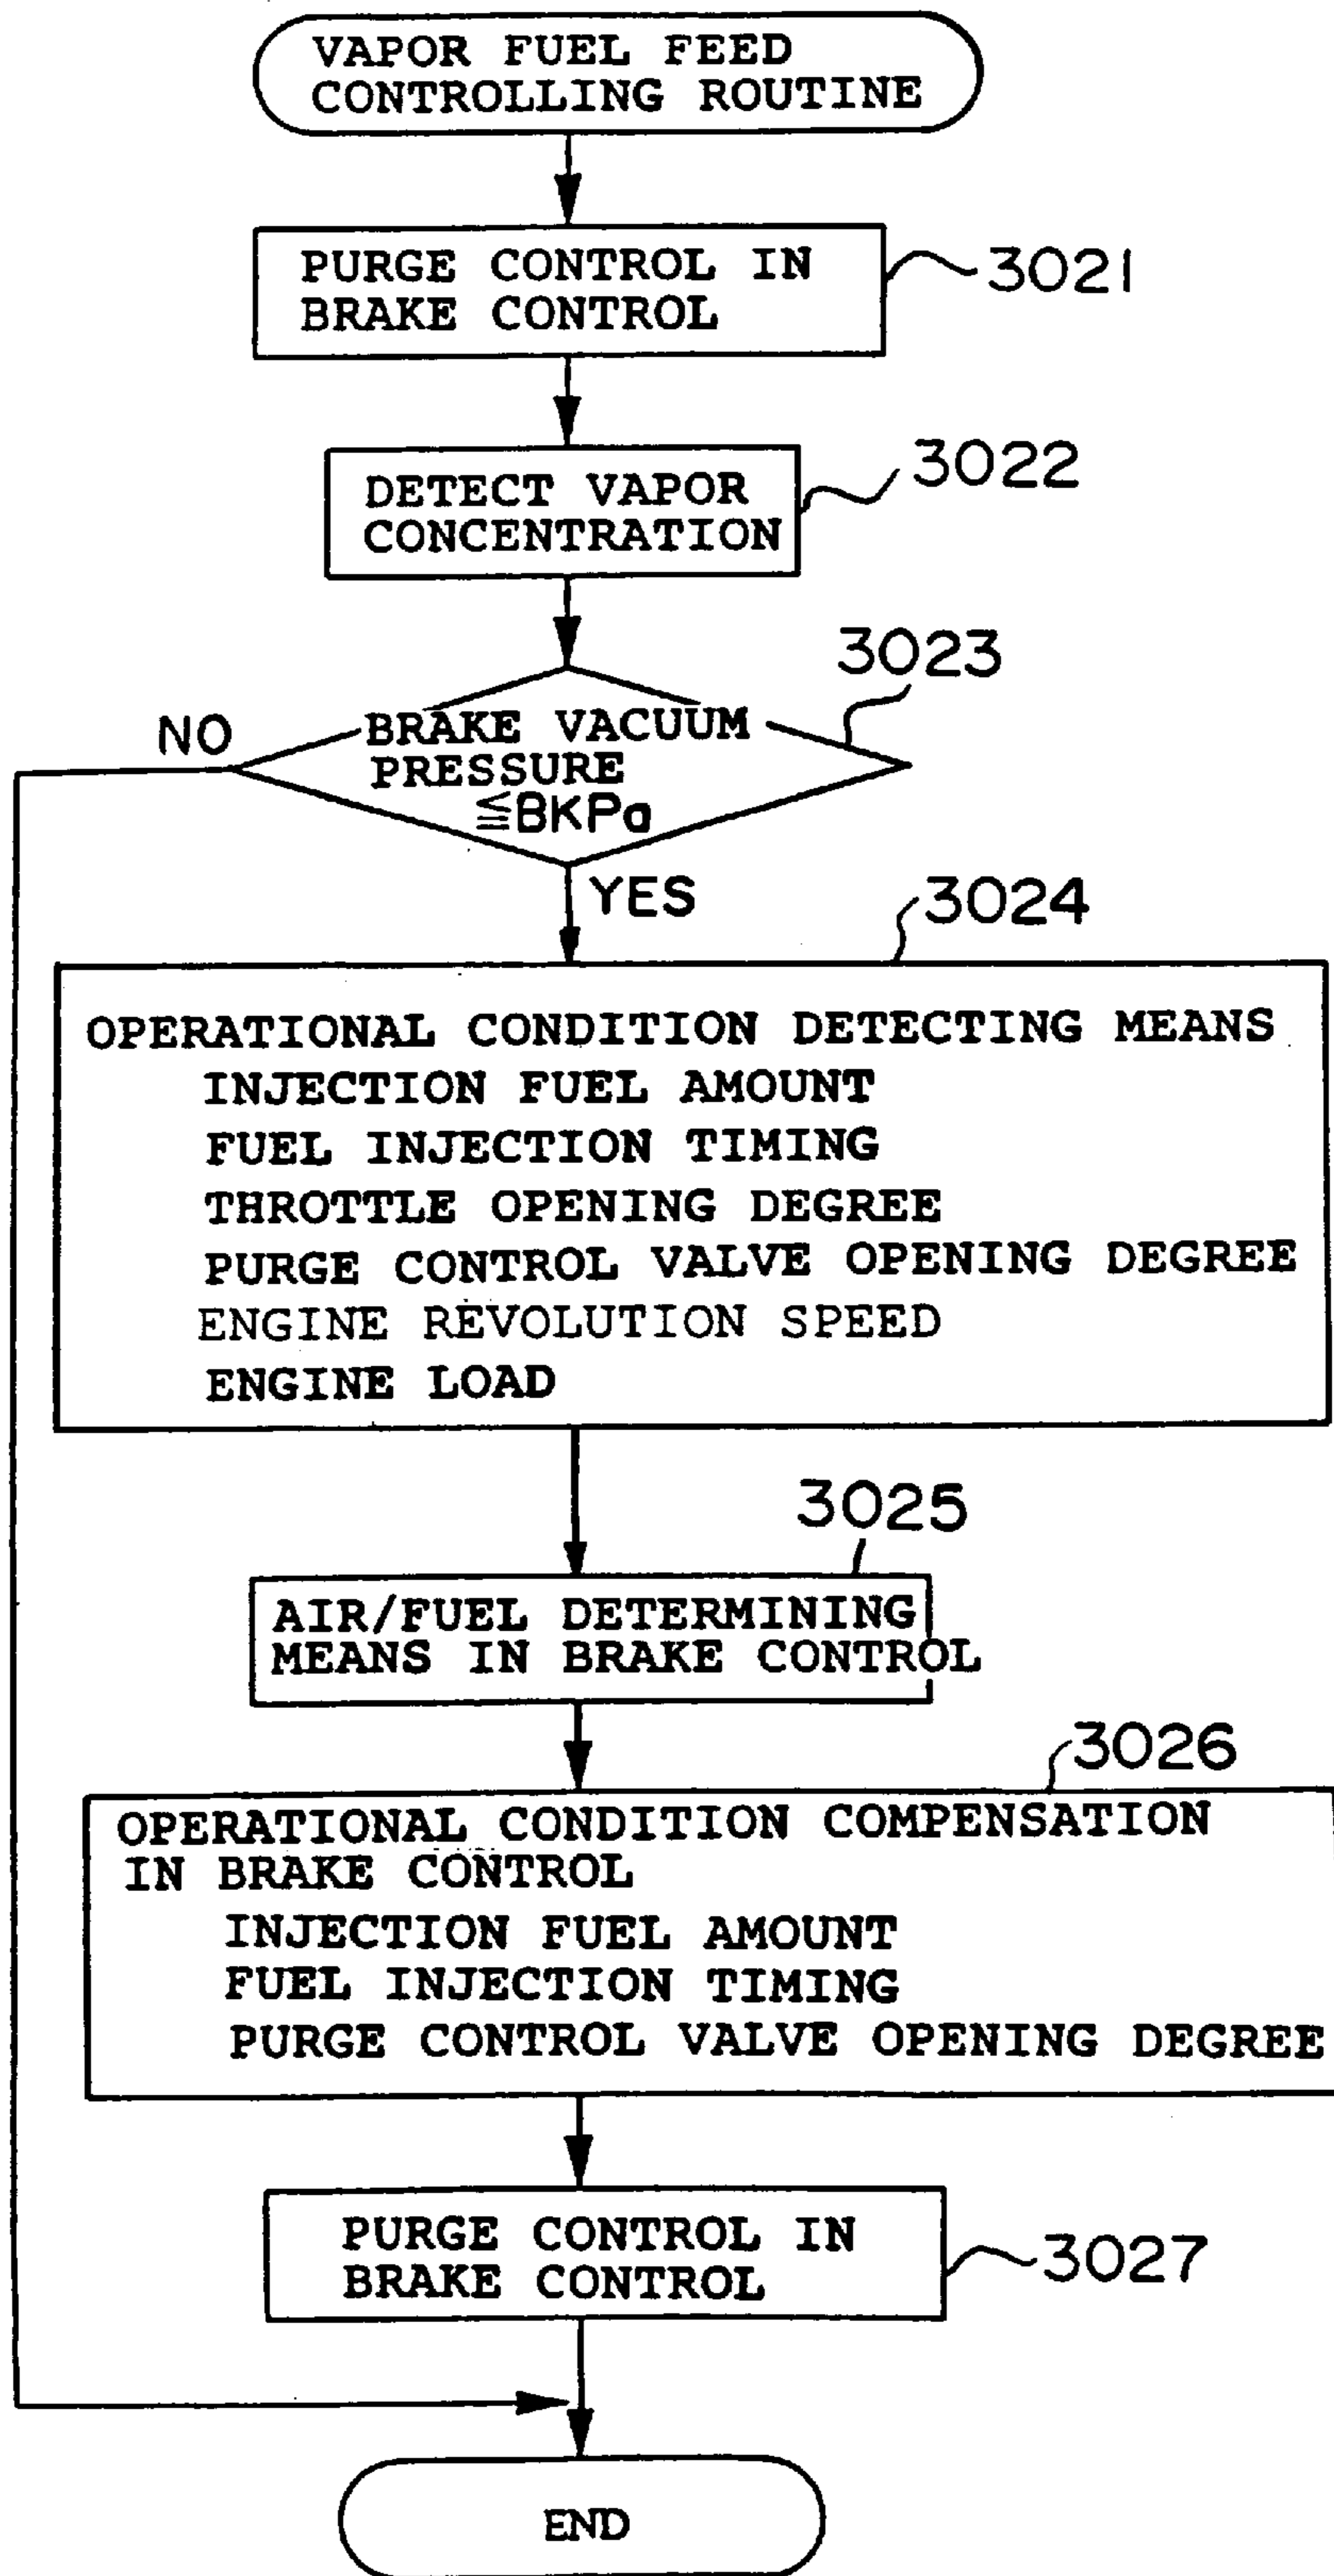 VAPOR FUEL FEED
CONTROLLING ROUTINE
PURGE CONTROL IN
BRAKE CONTROL
3021
DETECT VAPOR
CONCENTRATION
3022
3023
NO
BRAKE VACUUM
PRESSURE
≦BKPa
YES
3024
OPERATIONAL CONDITION DETECTING MEANS
INJECTION FUEL AMOUNT
FUEL INJECTION TIMING
THROTTLE OPENING DEGREE
PURGE CONTROL VALVE OPENING DEGREE
ENGINE REVOLUTION SPEED
ENGINE LOAD
3025
AIR/FUEL DETERMINING
MEANS IN BRAKE CONTROL
3026
OPERATIONAL CONDITION COMPENSATION
IN BRAKE CONTROL
INJECTION FUEL AMOUNT
FUEL INJECTION TIMING
PURGE CONTROL VALVE OPENING DEGREE
PURGE CONTROL IN
BRAKE CONTROL
3027
END